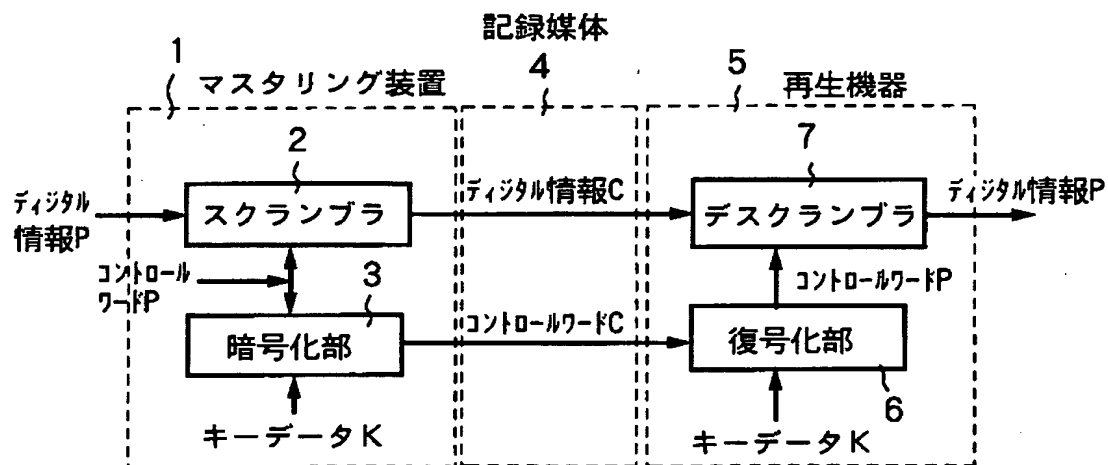 記録媒体
1
マスタリング装置
4
5
再生機器
2
7
ディジタル
情報P
スクランブラ
ディジタル情報C
デスクランブラ
ディジタル情報P
コントロール
ワードP
3
コントロールワードP
暗号化部
コントロールワードC
復号化部
6
キーデータK
キーデータK